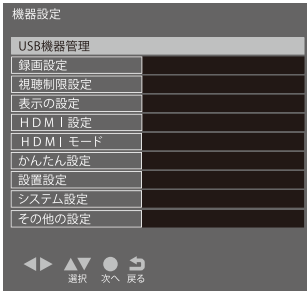 機器設定
USB機器管理
録画設定
視聴制限設定
表示の設定
ＨＤＭＩ設定
ＨＤＭＩモード
かんたん設定
設置設定
システム設定
その他の設定
選択 次へ 戻る